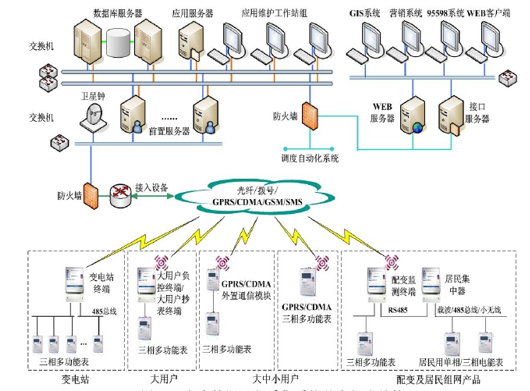 数据库服务器
应用服务器
应用维护工作站组
GIS系统
营销系统
95598系统
WEB客户端
交换机
交换机
卫星钟
......
前置服务器
防火墙
WEB
服务器
接口
服务器
调度自动化系统
防火墙
接入设备
光纤/拨号/
GPRS/CDMA/GSM/SMS
变电站
终端
485总线
三相多功能表
变电站
大用户负
控终端/
大用户抄
表终端
三相多功能表
大用户
GPRS/CDMA
外置通信模块
三相多功能表
GPRS/CDMA
三相多功能表
大中小用户
配变监
测终端
RS485
三相多功能表
居民集
中器
载波/485总线/小无线
居民用单相/三相电能表
配变及居民组网产品